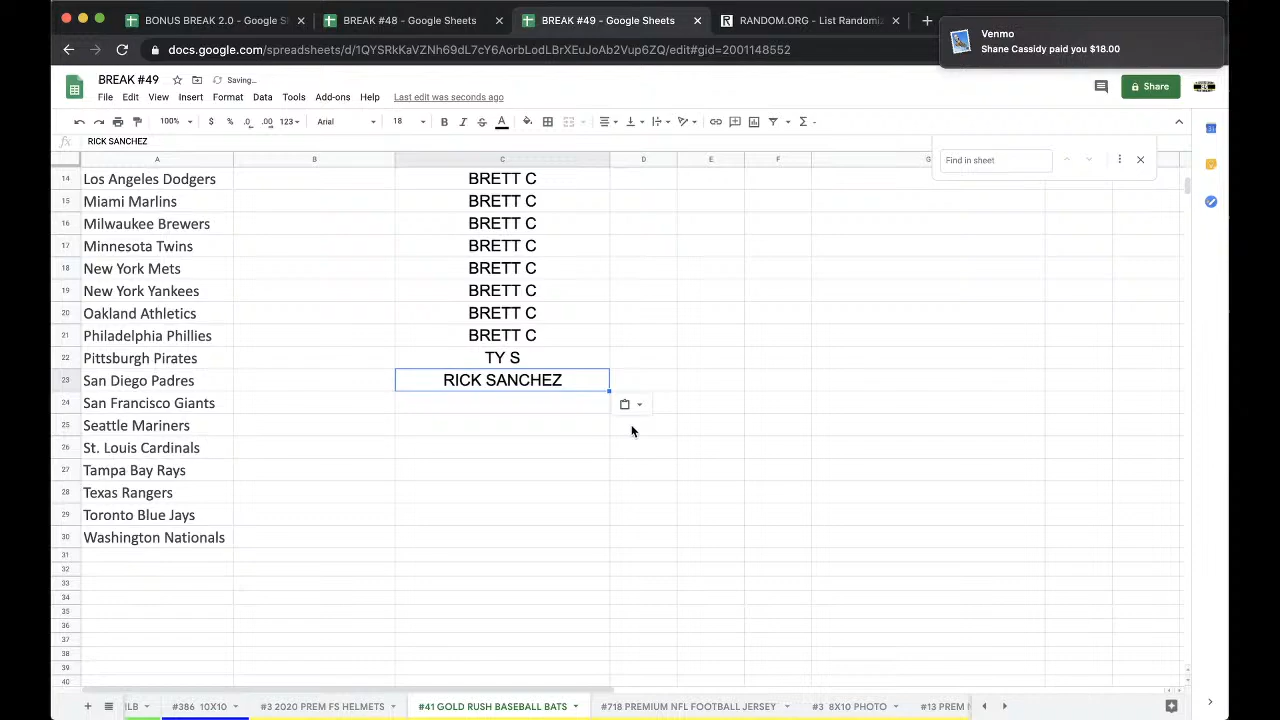 BONUS BREAK 2.0 - Google S
BREAK #48 - Google Sheets
BREAK #49 - Google Sheets
RANDOM.ORG - List Randomiz
docs.google.com/spreadsheets/d/1QYSRkKaVZNh69dL7cY6AorbLodLBrXEuJoAb2Vup6ZQ/edit#gid=2001148552
Venmo
Shane Cassidy paid you $18.00
BREAK #49
Saving...
File Edit View Insert Format Data Tools Add-ons Help Last edit was seconds ago
Share
100% $ % .0 .00 123 Arial 18 B I S A
fx RICK SANCHEZ
Find in sheet
A B C D E F G
14 Los Angeles Dodgers BRETT C
15 Miami Marlins BRETT C
16 Milwaukee Brewers BRETT C
17 Minnesota Twins BRETT C
18 New York Mets BRETT C
19 New York Yankees BRETT C
20 Oakland Athletics BRETT C
21 Philadelphia Phillies BRETT C
22 Pittsburgh Pirates TY S
23 San Diego Padres RICK SANCHEZ
24 San Francisco Giants
25 Seattle Mariners
26 St. Louis Cardinals
27 Tampa Bay Rays
28 Texas Rangers
29 Toronto Blue Jays
30 Washington Nationals
31
32
33
34
35
36
37
38
39
40
LB #386 10X10 #3 2020 PREM FS HELMETS #41 GOLD RUSH BASEBALL BATS #718 PREMIUM NFL FOOTBALL JERSEY #3 8X10 PHOTO #13 PREM